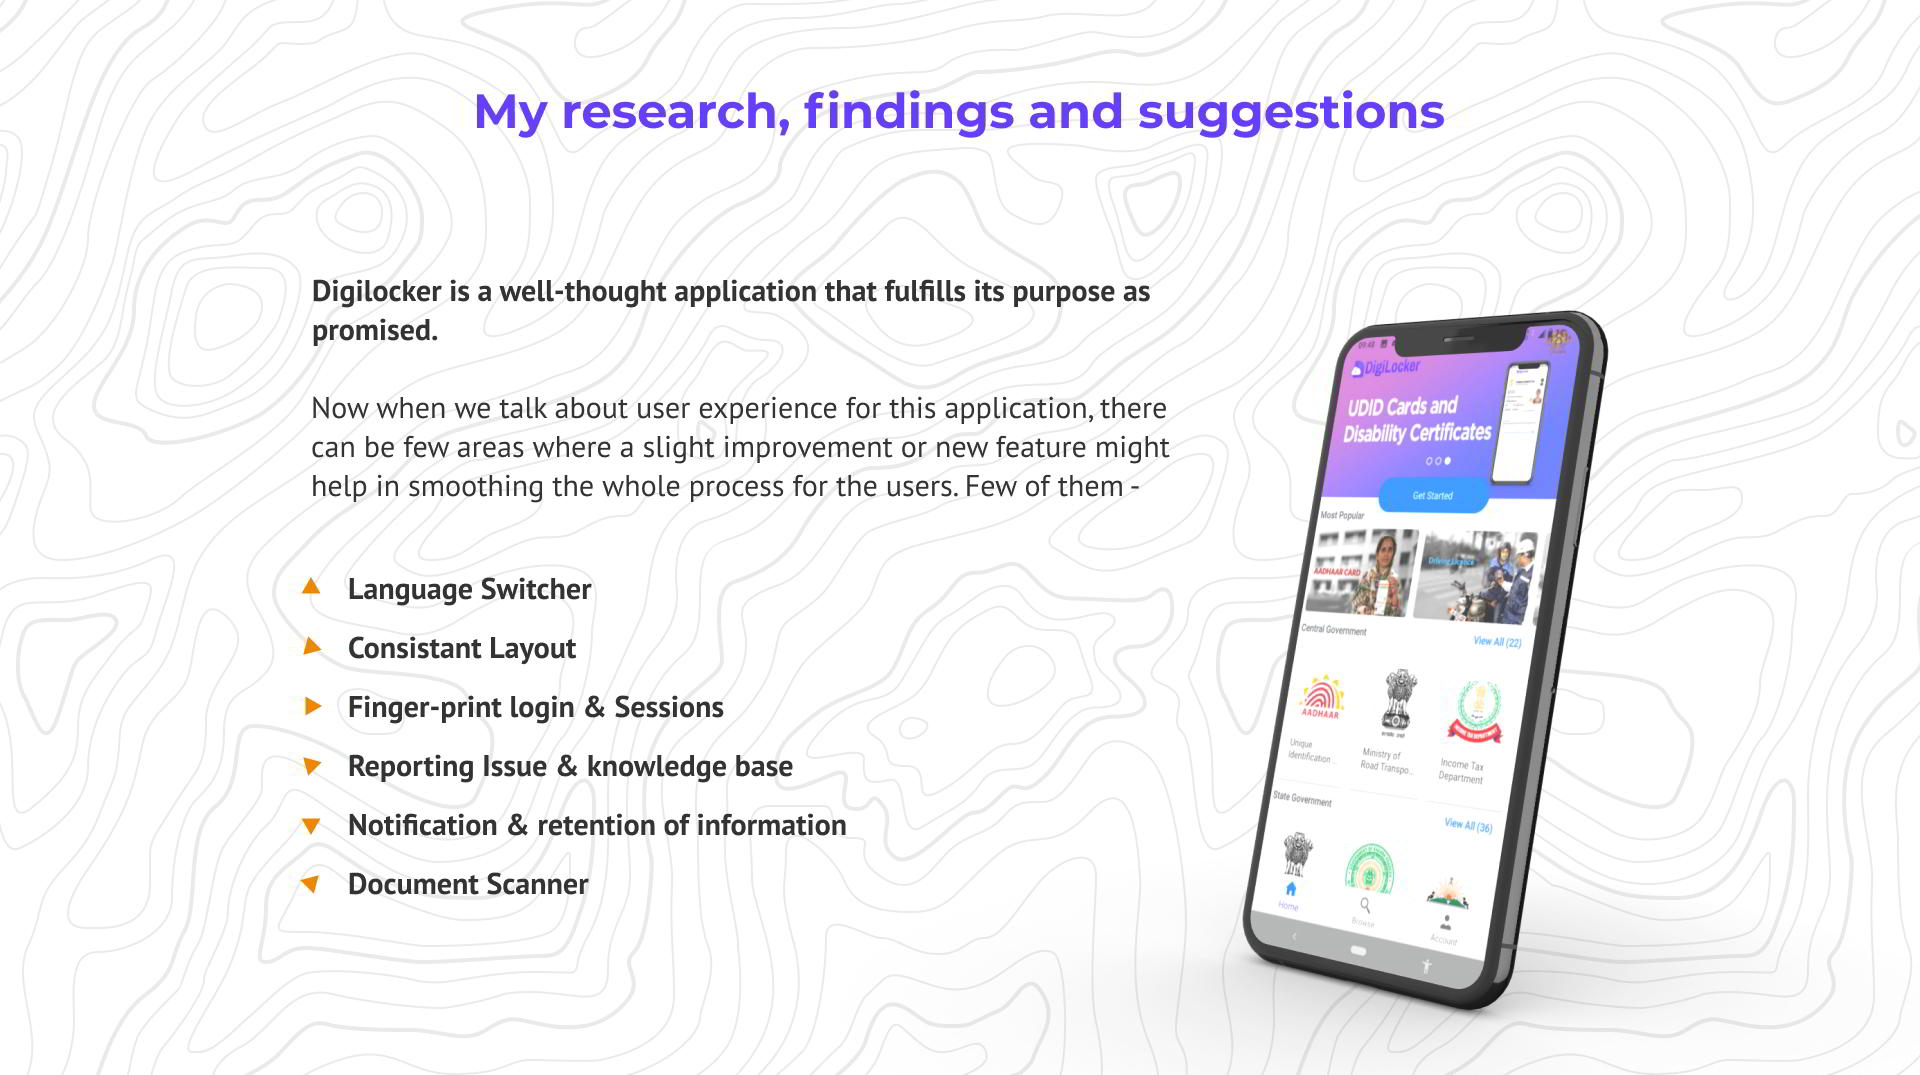 My research, findings and suggestions
Digilocker is a well-thought application that fulfills its purpose as
promised.
Now when we talk about user experience for this application, there
can be few areas where a slight improvement or new feature might
help in smoothing the whole process for the users. Few of them -
Language Switcher
Consistant Layout
Finger-print login & Sessions
Reporting Issue & knowledge base
Notification & retention of information
Document Scanner
09:48
DigiLocker
UDID Cards and
Disability Certificates
Get Started
Most Popular
AADHAAR CARD
Driving Licence
Central Government
View All (22)
AADHAAR
INCOME TAX DEPARTMENT
Unique
Identification ...
Ministry of
Road Transpo...
Income Tax
Department
State Government
View All (36)
Home
Browse
Account